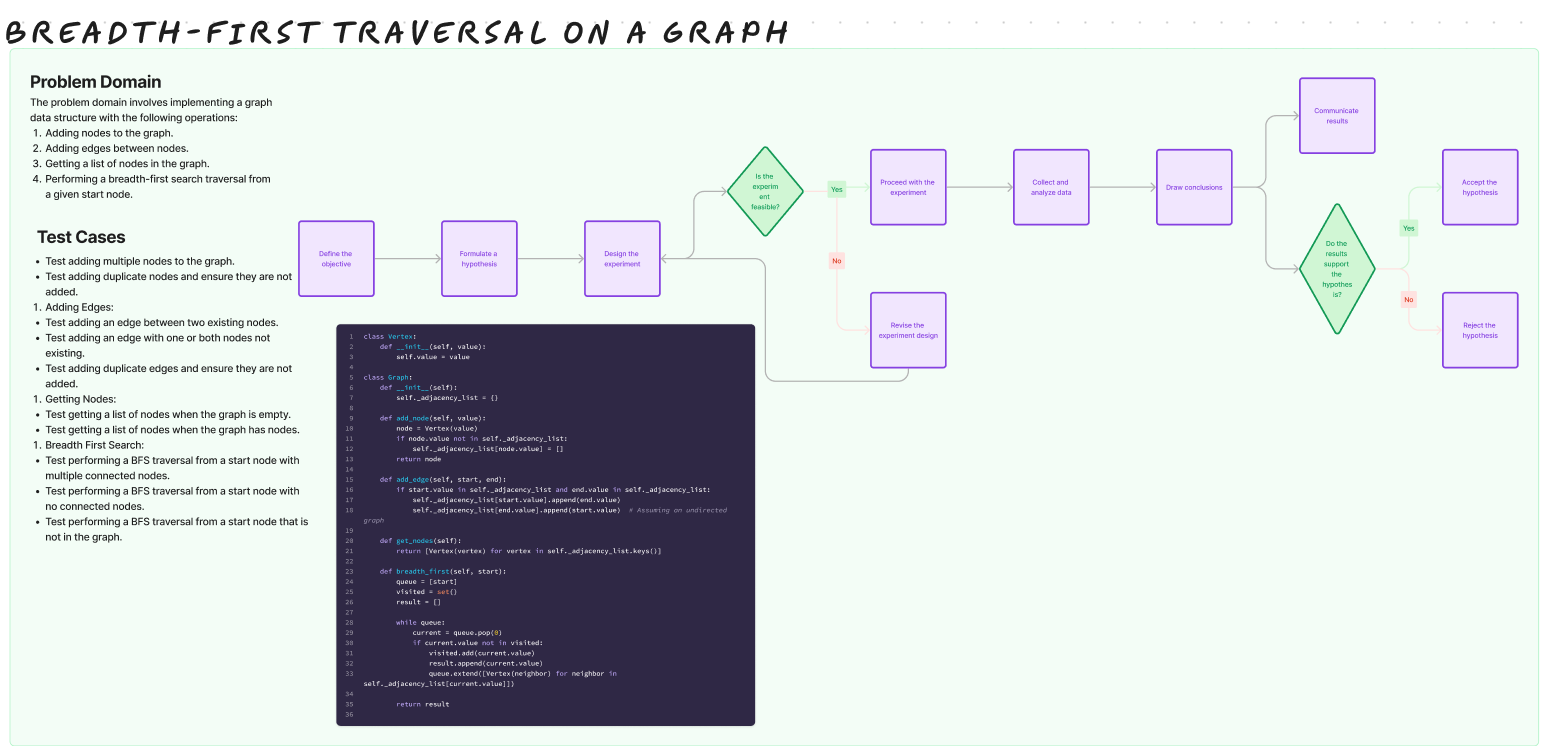 BREADTH-FIRST TRAVERSAL ON A GRAPH
Problem Domain
The problem domain involves implementing a graph
data structure with the following operations:
1. Adding nodes to the graph.
2. Adding edges between nodes.
3. Getting a list of nodes in the graph.
4. Performing a breadth-first search traversal from
a given start node.
Test Cases
• Test adding multiple nodes to the graph.
• Test adding duplicate nodes and ensure they are not
added.
1. Adding Edges:
• Test adding an edge between two existing nodes.
• Test adding an edge with one or both nodes not
existing.
• Test adding duplicate edges and ensure they are not
added.
1. Getting Nodes:
• Test getting a list of nodes when the graph is empty.
• Test getting a list of nodes when the graph has nodes.
1. Breadth First Search:
• Test performing a BFS traversal from a start node with
multiple connected nodes.
• Test performing a BFS traversal from a start node with
no connected nodes.
• Test performing a BFS traversal from a start node that is
not in the graph.
Define the
objective
Formulate a
hypothesis
Design the
experiment
Is the
experim
ent
feasible?
Yes
No
Proceed with the
experiment
Revise the
experiment design
Collect and
analyze data
Draw conclusions
Communicate
results
Do the
results
support
the
hypothes
is?
Yes
No
Accept the
hypothesis
Reject the
hypothesis
1 class Vertex:
2     def __init__(self, value):
3         self.value = value
4
5 class Graph:
6     def __init__(self):
7         self._adjacency_list = {}
8
9     def add_node(self, value):
10         node = Vertex(value)
11         if node.value not in self._adjacency_list:
12             self._adjacency_list[node.value] = []
13         return node
14
15     def add_edge(self, start, end):
16         if start.value in self._adjacency_list and end.value in self._adjacency_list:
17             self._adjacency_list[start.value].append(end.value)
18             self._adjacency_list[end.value].append(start.value)  # Assuming an undirected
graph
19
20     def get_nodes(self):
21         return [Vertex(vertex) for vertex in self._adjacency_list.keys()]
22
23     def breadth_first(self, start):
24         queue = [start]
25         visited = set()
26         result = []
27
28         while queue:
29             current = queue.pop(0)
30             if current.value not in visited:
31                 visited.add(current.value)
32                 result.append(current.value)
33                 queue.extend([Vertex(neighbor) for neighbor in
self._adjacency_list[current.value]])
34
35         return result
36